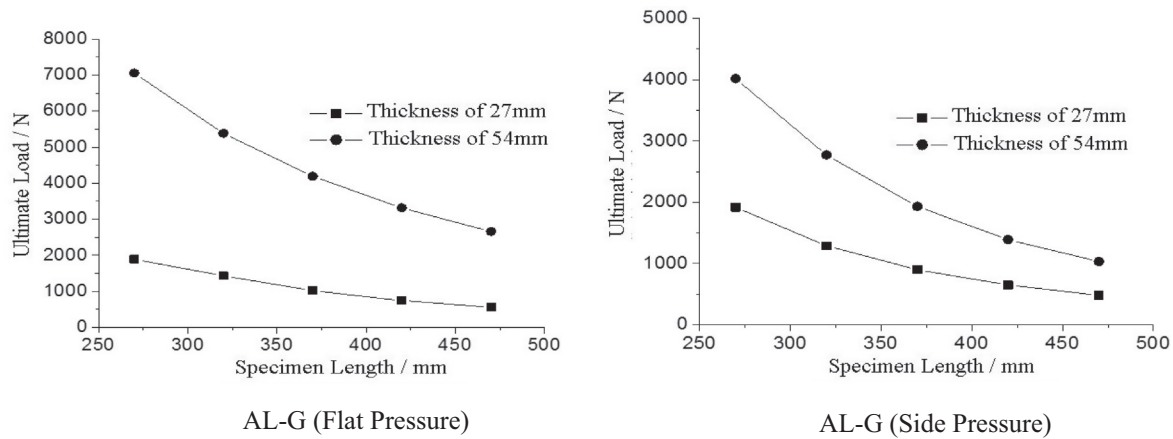 8000
7000
6000
5000
4000
3000
2000
1000
0
Ultimate Load / N
Thickness of 27mm
Thickness of 54mm
250 300 350 400 450 500
Specimen Length / mm
AL-G (Flat Pressure)
5000
4000
3000
2000
1000
0
Ultimate Load / N
Thickness of 27mm
Thickness of 54mm
250 300 350 400 450 500
Specimen Length / mm
AL-G (Side Pressure)